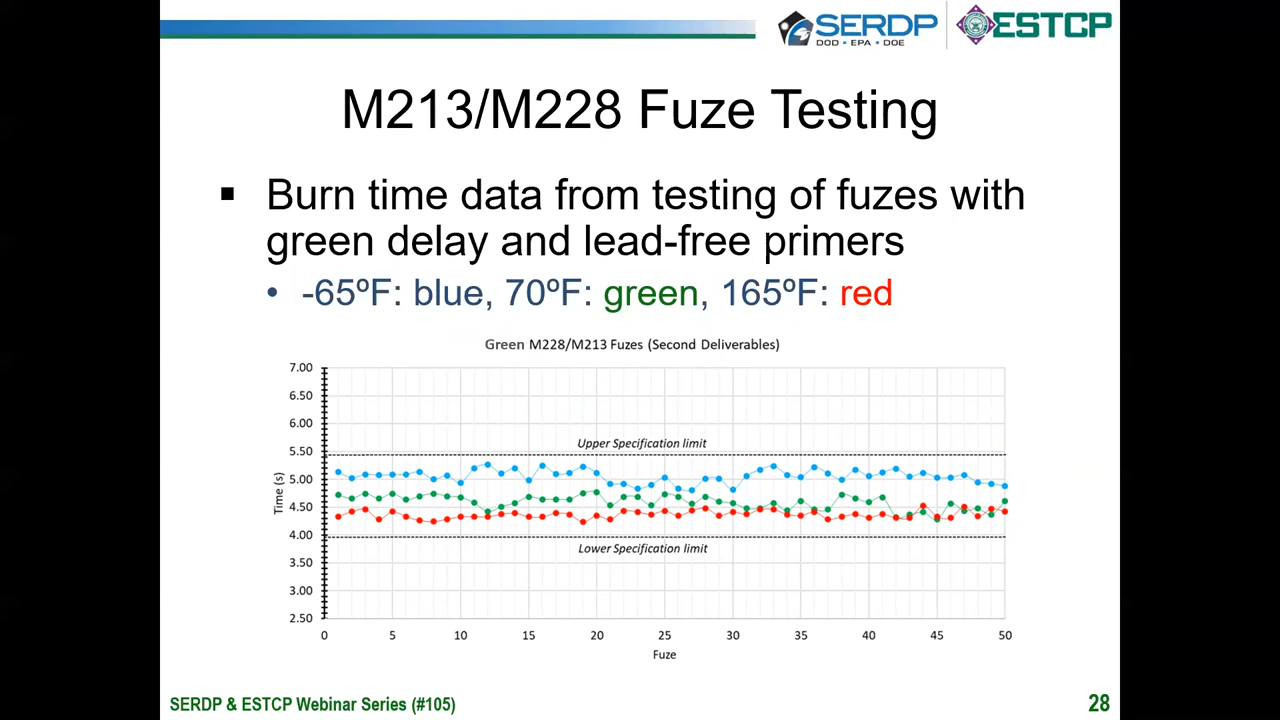 SERDP
DOD • EPA • DOE
ESTCP
M213/M228 Fuze Testing
▪ Burn time data from testing of fuzes with
green delay and lead-free primers
• -65ºF: blue, 70ºF: green, 165ºF: red
Green M228/M213 Fuzes (Second Deliverables)
7.00
6.50
6.00
5.50
5.00
4.50
4.00
3.50
3.00
2.50
Time (s)
Upper Specification limit
Lower Specification limit
0 5 10 15 20 25 30 35 40 45 50
Fuze
SERDP & ESTCP Webinar Series (#105)
28